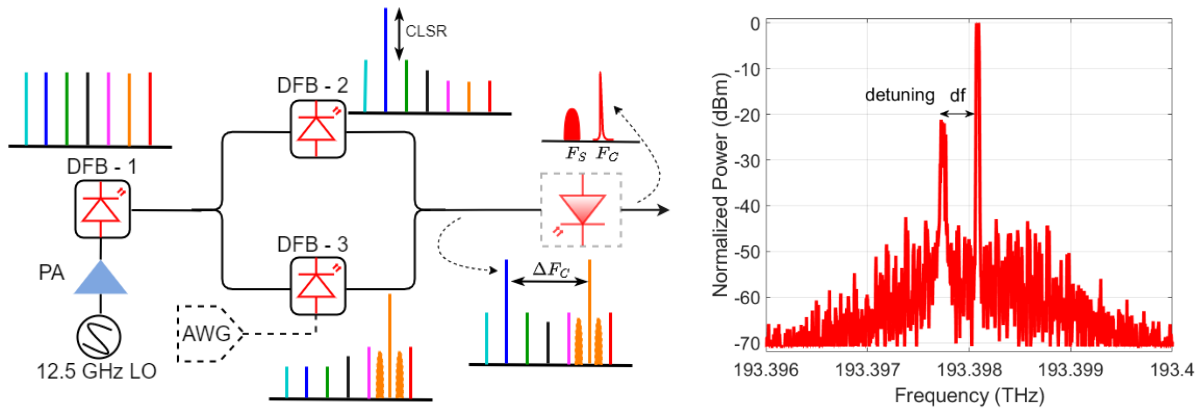 CLSR
DFB - 2
DFB - 1
PA
12.5 GHz LO
DFB - 3
AWG
F_S F_C
ΔF_C
0
-10
-20
-30
-40
-50
-60
-70
Normalized Power (dBm)
detuning df
193.396 193.397 193.398 193.399 193.4
Frequency (THz)